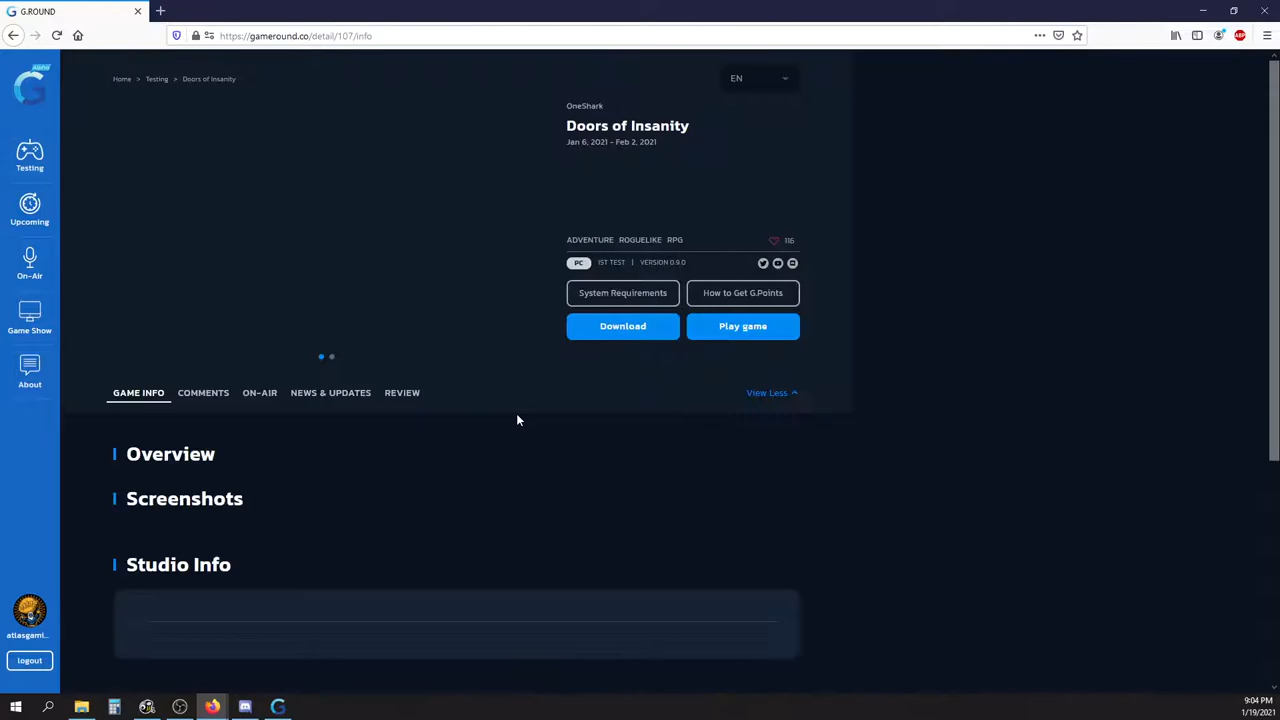 G.ROUND
https://gameround.co/detail/107/info
ABP
G
Testing
Upcoming
On-Air
Game Show
About
atlasgami...
logout
Home > Testing > Doors of Insanity
EN
OneShark
Doors of Insanity
Jan 6, 2021 - Feb 2, 2021
ADVENTURE ROGUELIKE RPG
116
PC 1ST TEST | VERSION 0.9.0
System Requirements
How to Get G.Points
Download
Play game
GAME INFO COMMENTS ON-AIR NEWS & UPDATES REVIEW
View Less
Overview
Screenshots
Studio Info
9:04 PM
1/19/2021